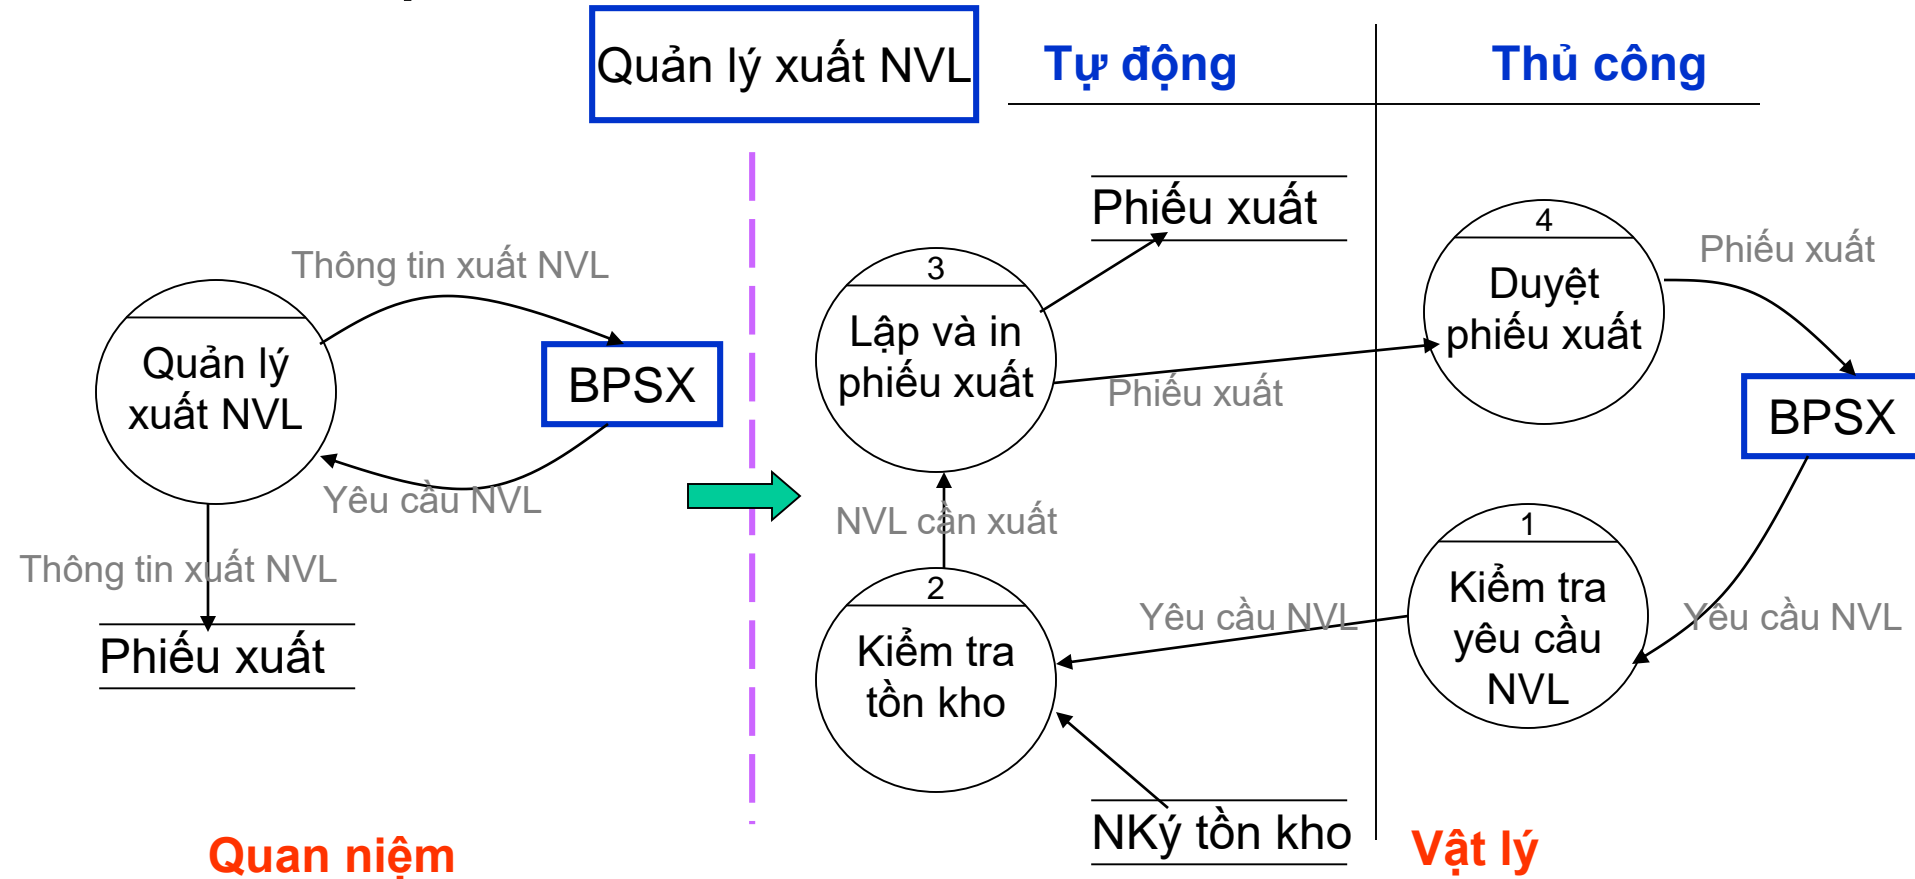 Quản lý xuất NVL
Tự động
Thủ công
Thông tin xuất NVL
Quản lý
xuất NVL
BPSX
Yêu cầu NVL
Thông tin xuất NVL
Phiếu xuất
Quan niệm
Phiếu xuất
3
Lập và in
phiếu xuất
Phiếu xuất
NVL cần xuất
2
Kiểm tra
tồn kho
Yêu cầu NVL
NKý tồn kho
4
Duyệt
phiếu xuất
Phiếu xuất
BPSX
1
Kiểm tra
yêu cầu
NVL
Yêu cầu NVL
Vật lý